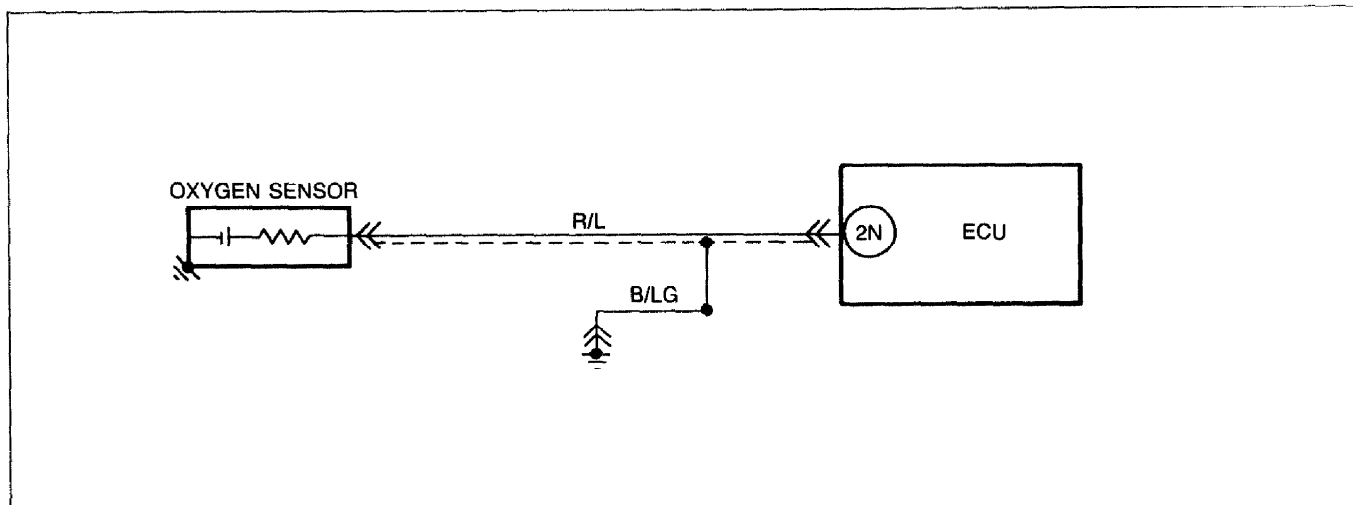 OXYGEN SENSOR
R/L
2N
ECU
B/LG